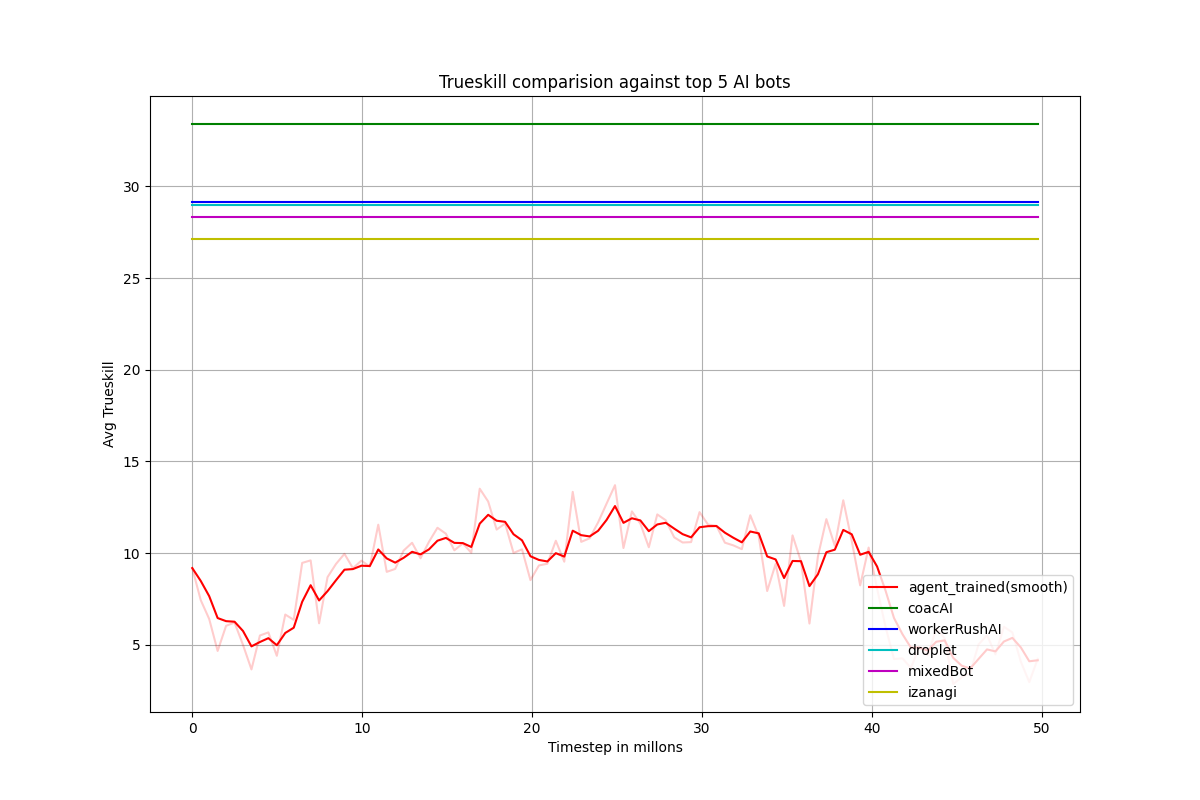 Trueskill comparision against top 5 AI bots
Avg Trueskill
30
25
20
15
10
5
0
10
20
30
40
50
Timestep in millons
agent_trained(smooth)
coacAI
workerRushAI
droplet
mixedBot
izanagi